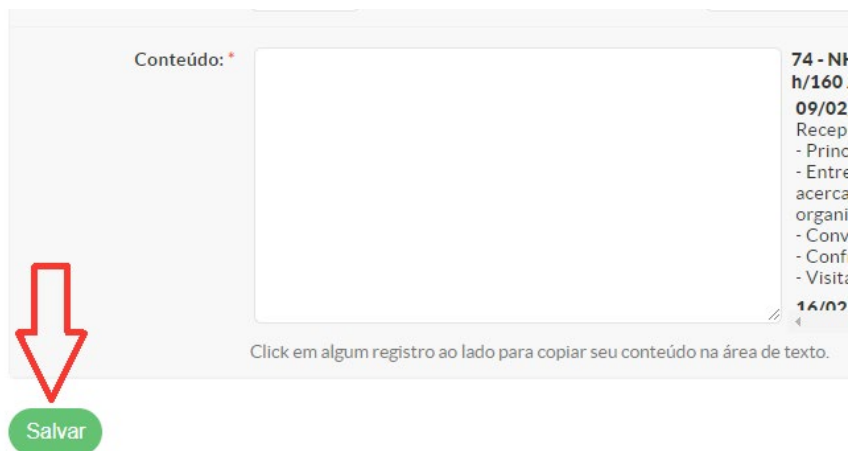 Conteúdo: *
74 - NH
h/160
09/02
Recep
- Princ
- Entre
acerca
organi
- Conv
- Conf
- Visita
16/02
Click em algum registro ao lado para copiar seu conteúdo na área de texto.
Salvar